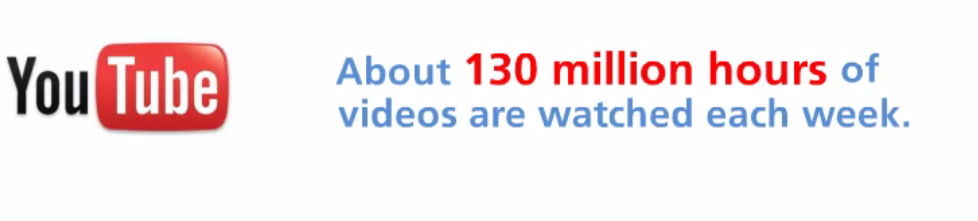 YouTube
About 130 million hours of
videos are watched each week.